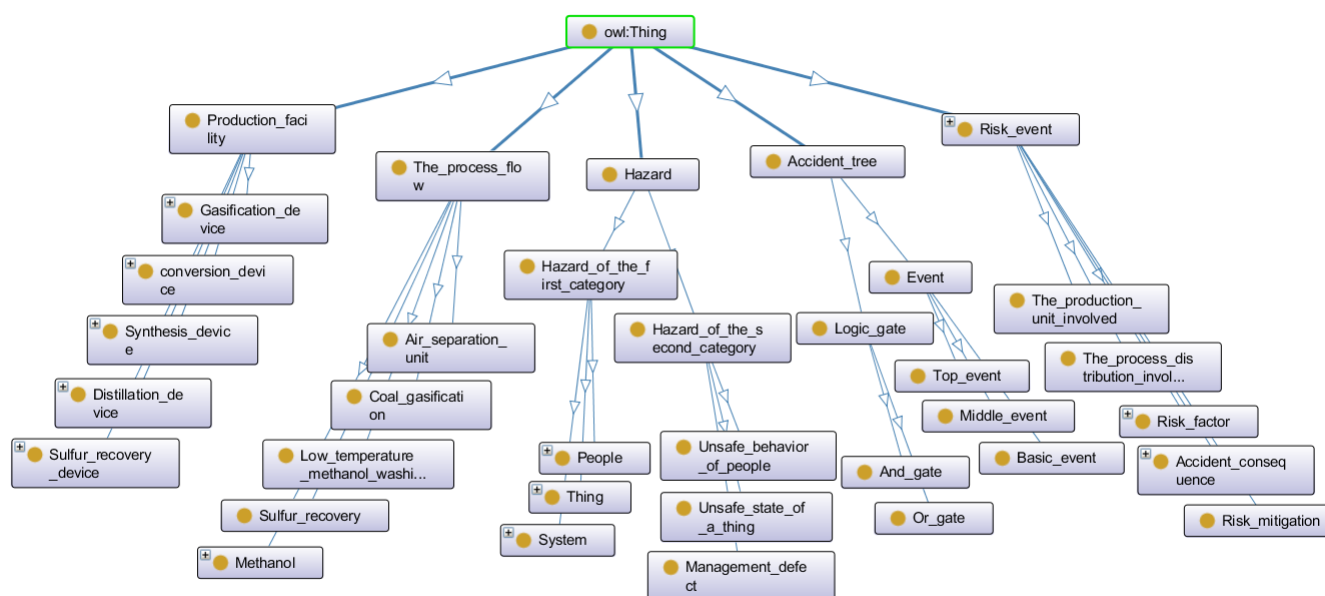 owl:Thing
Production_faci
lity
Risk_event
The_process_flo
w
Hazard
Accident_tree
Gasification_de
vice
conversion_devi
ce
Synthesis_devic
e
Distillation_de
vice
Sulfur_recovery
_device
Air_separation_
unit
Coal_gasificati
on
Low_temperature
_methanol_washi...
Sulfur_recovery
Methanol
Hazard_of_the_f
irst_category
People
Thing
System
Hazard_of_the_s
econd_category
Unsafe_behavior
_of_people
Unsafe_state_of
_a_thing
Management_defe
ct
Logic_gate
And_gate
Or_gate
Event
Top_event
Middle_event
Basic_event
The_production_
unit_involved
The_process_dis
tribution_invol...
Risk_factor
Accident_conseq
uence
Risk_mitigation